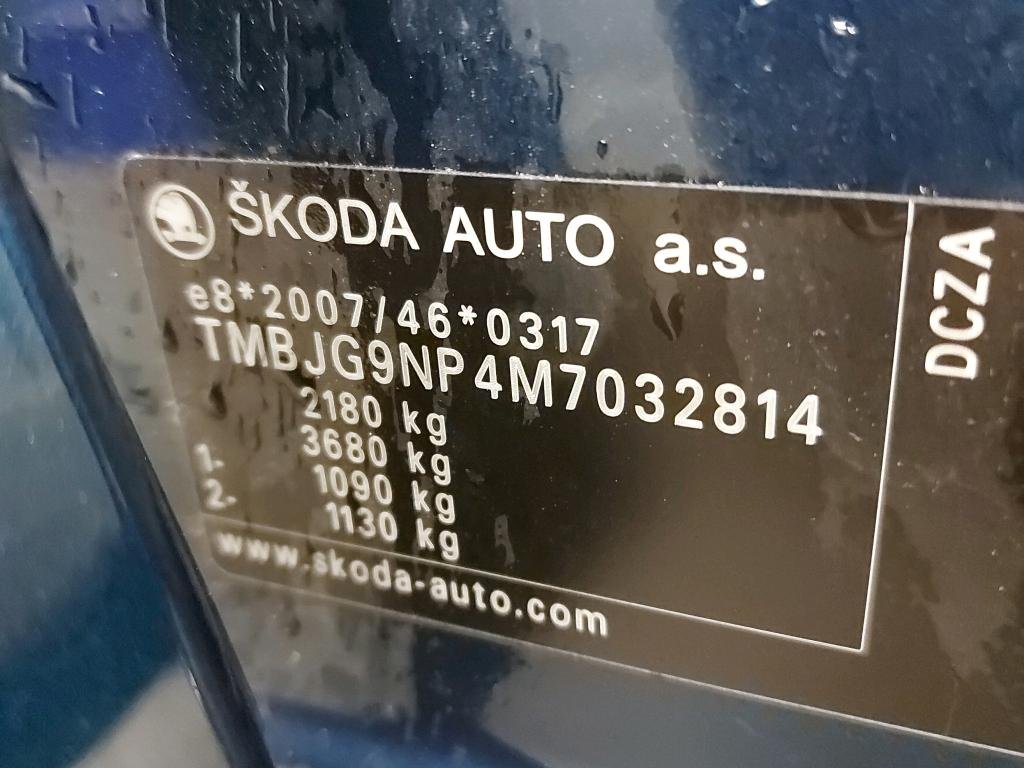 ŠKODA AUTO a.s.
e8*2007/46*0317
TMBJG9NP4M7032814
2180 kg
3680 kg
1- 1090 kg
2- 1130 kg
www.skoda-auto.com
DCZA